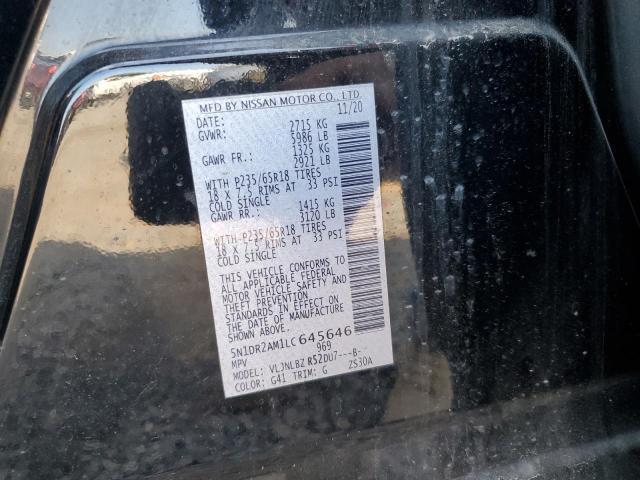 MFD BY NISSAN MOTOR CO., LTD.
DATE: 11/20
GVWR: 2715 KG
5986 LB
GAWR FR.: 1325 KG
2921 LB
WITH P235/65R18 TIRES
18 X 7.5 RIMS AT 33 PSI
COLD SINGLE
GAWR RR.: 1415 KG
3120 LB
WITH P235/65R18 TIRES
18 X 7.5 RIMS AT 33 PSI
COLD SINGLE
THIS VEHICLE CONFORMS TO
ALL APPLICABLE FEDERAL
MOTOR VEHICLE SAFETY AND
THEFT PREVENTION
STANDARDS IN EFFECT ON
THE DATE OF MANUFACTURE
SHOWN ABOVE.
5N1DR2AM1LC645646
MPV 969
MODEL: VLJNLBZ R52DU7---B-
COLOR: G41 TRIM: G ZS30A